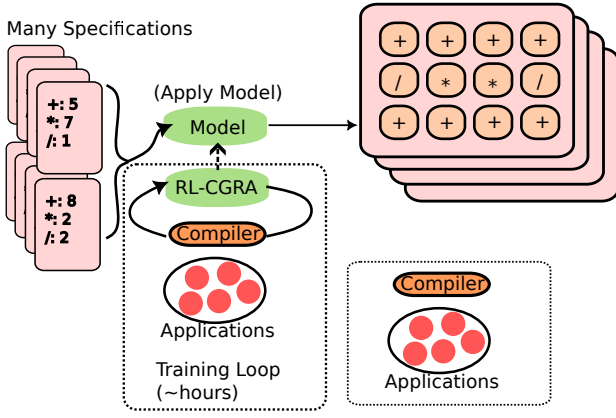 Many Specifications
+: 5
*: 7
/: 1
+: 8
*: 2
/: 2
(Apply Model)
Model
RL-CGRA
Compiler
Applications
Training Loop
(~hours)
+ + + +
/ * * /
+ + + +
Compiler
Applications